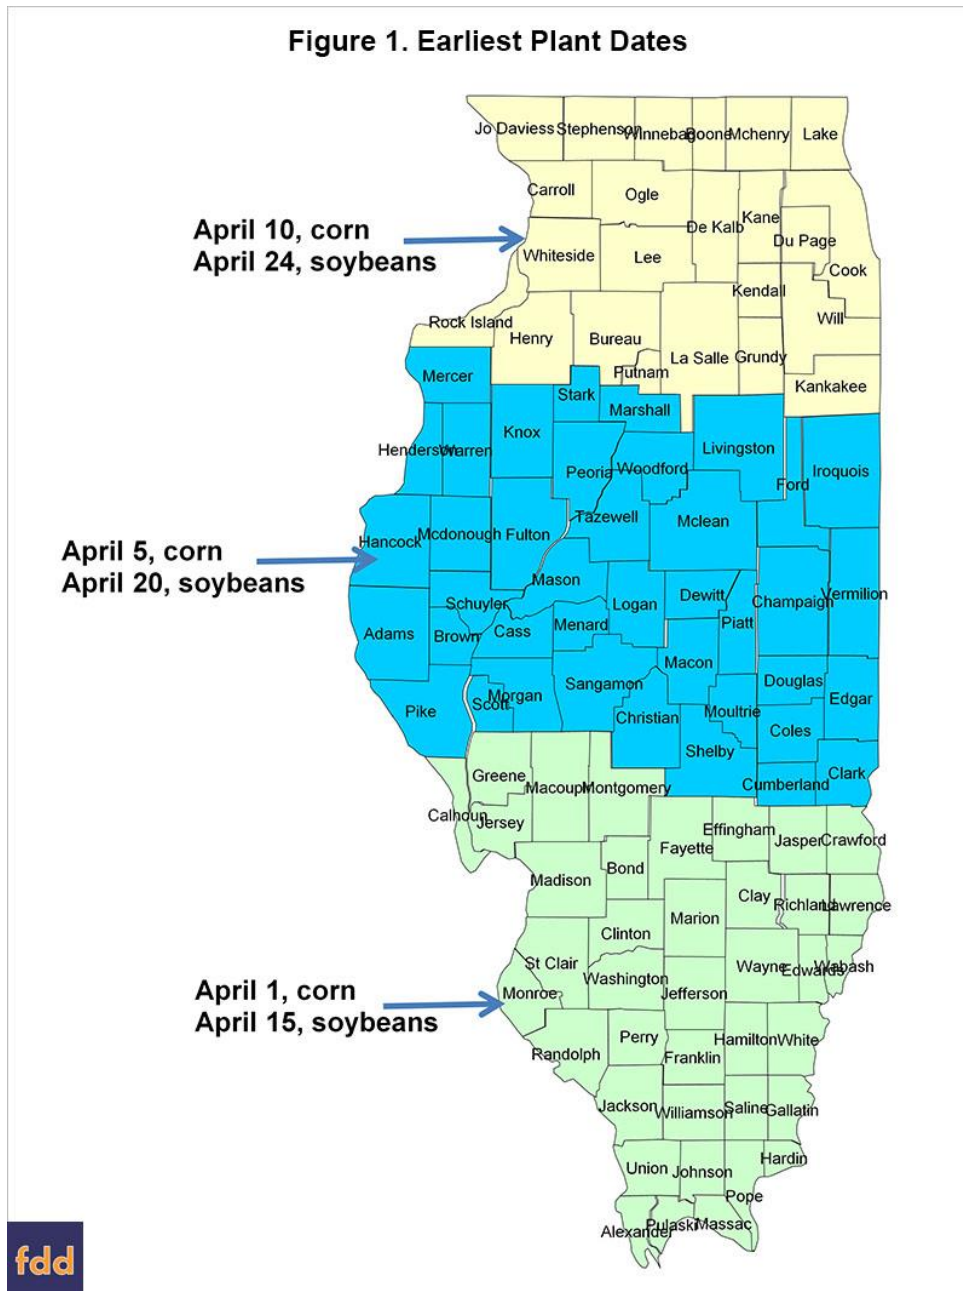 Figure 1. Earliest Plant Dates
Jo Daviess Stephenson Winnebago Boone Mchenry Lake
Carroll Ogle De Kalb Kane Du Page Cook
April 10, corn
April 24, soybeans
Whiteside Lee Kendall Will
Rock Island Henry Bureau Putnam La Salle Grundy Kankakee
Mercer Stark Marshall
Henderson Warren Knox Peoria Woodford Livingston Ford Iroquois
Hancock Mcdonough Fulton Tazewell Mclean
April 5, corn
April 20, soybeans
Mason Logan Dewitt Piatt Champaign Vermilion
Adams Schuyler Brown Cass Menard Macon
Pike Scott Morgan Sangamon Christian Moultrie Douglas Edgar
Shelby Coles Cumberland Clark
Calhoun Greene Jersey Macoupin Montgomery
Fayette Effingham Jasper Crawford
Madison Bond Clay Richland Lawrence
Clinton Marion
St Clair Washington Wayne Edwards Wabash
April 1, corn
April 15, soybeans
Monroe Jefferson
Randolph Perry Franklin Hamilton White
Jackson Williamson Saline Gallatin
Union Johnson Pope Hardin
Alexander Pulaski Massac
fdd